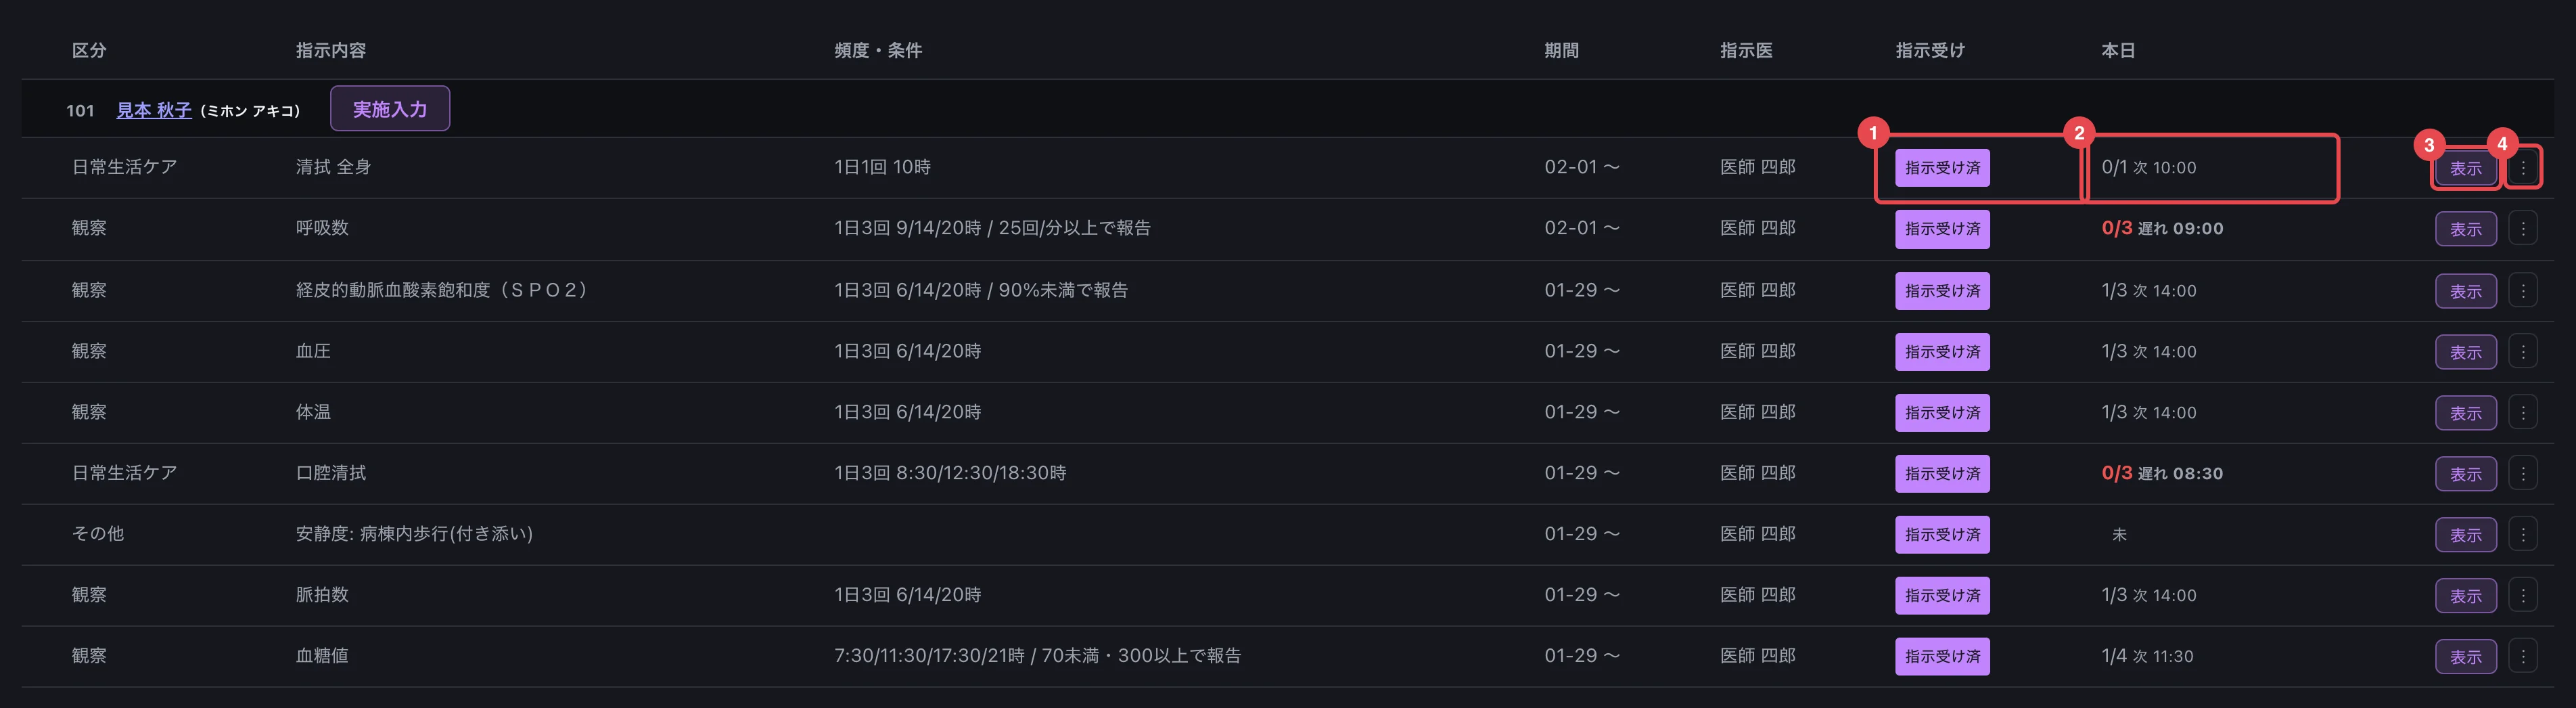 区分 指示内容 頻度・条件 期間 指示医 指示受け 本日
101 見本 秋子 (ミホン アキコ) 実施入力
1 2 3 4
日常生活ケア 清拭 全身 1日1回 10時 02-01 〜 医師 四郎 指示受け済 0/1 次 10:00 表示 ⋮
観察 呼吸数 1日3回 9/14/20時 / 25回/分以上で報告 02-01 〜 医師 四郎 指示受け済 0/3 遅れ 09:00 表示 ⋮
観察 経皮的動脈血酸素飽和度（ＳＰＯ２） 1日3回 6/14/20時 / 90%未満で報告 01-29 〜 医師 四郎 指示受け済 1/3 次 14:00 表示 ⋮
観察 血圧 1日3回 6/14/20時 01-29 〜 医師 四郎 指示受け済 1/3 次 14:00 表示 ⋮
観察 体温 1日3回 6/14/20時 01-29 〜 医師 四郎 指示受け済 1/3 次 14:00 表示 ⋮
日常生活ケア 口腔清拭 1日3回 8:30/12:30/18:30時 01-29 〜 医師 四郎 指示受け済 0/3 遅れ 08:30 表示 ⋮
その他 安静度: 病棟内歩行(付き添い) 01-29 〜 医師 四郎 指示受け済 未 表示 ⋮
観察 脈拍数 1日3回 6/14/20時 01-29 〜 医師 四郎 指示受け済 1/3 次 14:00 表示 ⋮
観察 血糖値 7:30/11:30/17:30/21時 / 70未満・300以上で報告 01-29 〜 医師 四郎 指示受け済 1/4 次 11:30 表示 ⋮